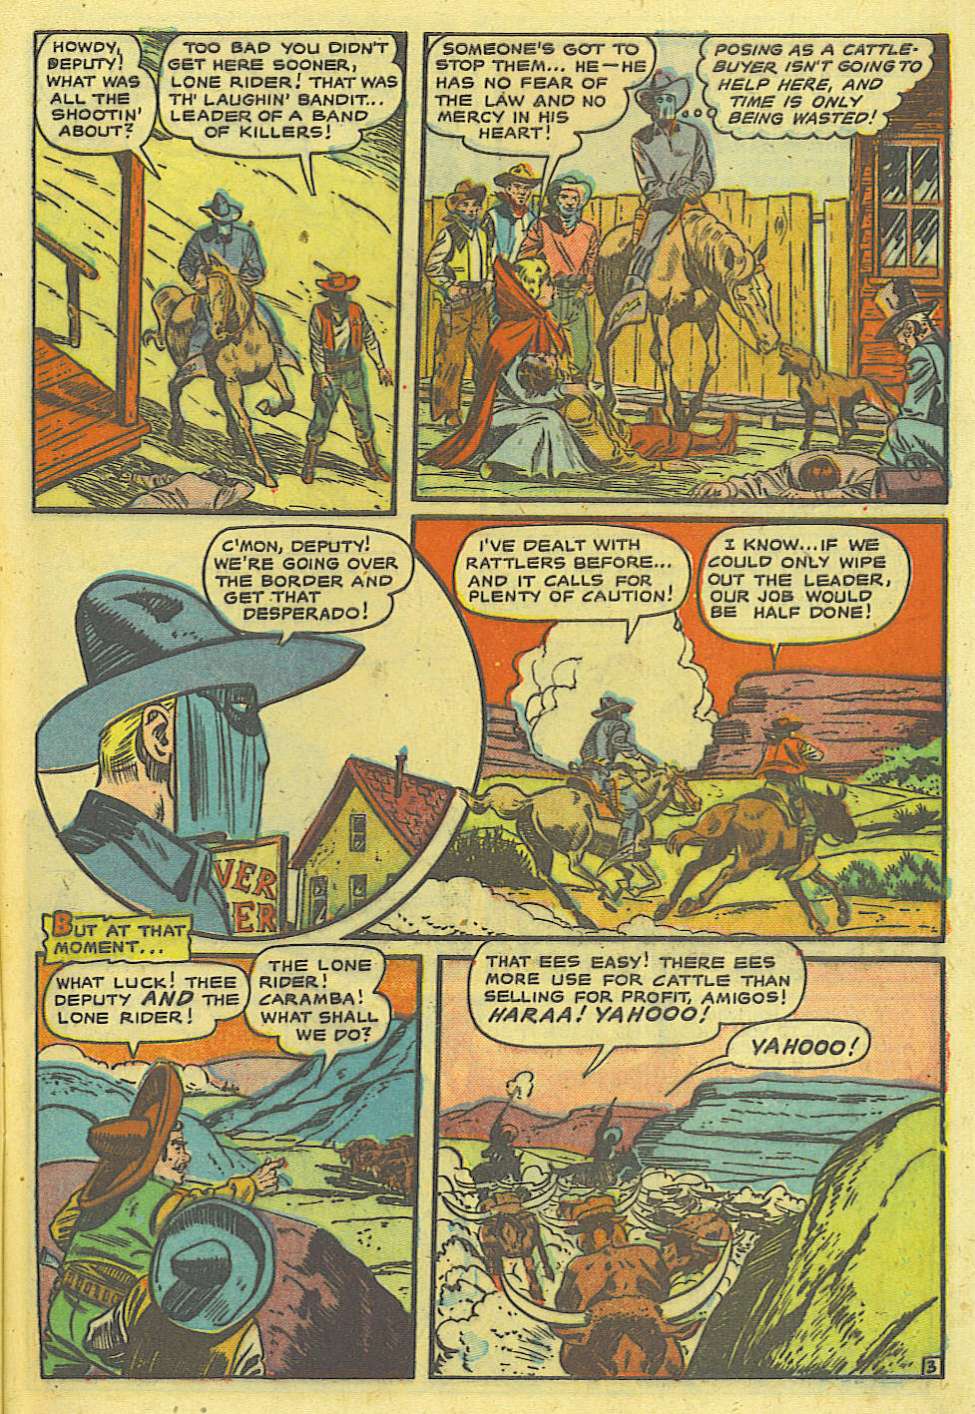 HOWDY,
DEPUTY!
WHAT WAS
ALL THE
SHOOTIN'
ABOUT?
TOO BAD YOU DIDN'T
GET HERE SOONER,
LONE RIDER! THAT WAS
TH' LAUGHIN' BANDIT...
LEADER OF A BAND
OF KILLERS!
SOMEONE'S GOT TO
STOP THEM... HE—HE
HAS NO FEAR OF
THE LAW AND NO
MERCY IN HIS
HEART!
POSING AS A CATTLE-
BUYER ISN'T GOING TO
HELP HERE, AND
TIME IS ONLY
BEING WASTED!
C'MON, DEPUTY!
WE'RE GOING OVER
THE BORDER AND
GET THAT
DESPERADO!
VER
ER
I'VE DEALT WITH
RATTLERS BEFORE...
AND IT CALLS FOR
PLENTY OF CAUTION!
I KNOW...IF WE
COULD ONLY WIPE
OUT THE LEADER,
OUR JOB WOULD
BE HALF DONE!
BUT AT THAT
MOMENT...
WHAT LUCK! THEE
DEPUTY AND THE
LONE RIDER!
THE LONE
RIDER!
CARAMBA!
WHAT SHALL
WE DO?
THAT EES EASY! THERE EES
MORE USE FOR CATTLE THAN
SELLING FOR PROFIT, AMIGOS!
HARAA! YAHOOO!
YAHOOO!
3